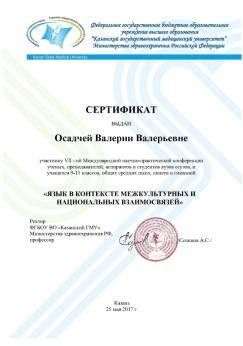 Федеральное государственное бюджетное образовательное
учреждение высшего образования
"Казанский государственный медицинский университет"
Министерства здравоохранения Российской Федерации
Kazan State Medical University
СЕРТИФИКАТ
ВЫДАН
Осадчей Валерии Валерьевне
участнику VII - ой Международной научно-практической конференции
ученых, преподавателей, аспирантов и студентов вузов
учащихся 9-11 классов, общих средних школ, лицеев и гимназий
«ЯЗЫК В КОНТЕКСТЕ МЕЖКУЛЬТУРНЫХ И
НАЦИОНАЛЬНЫХ ВЗАИМОСВЯЗЕЙ»
Ректор
ФГБОУ ВО «Казанский ГМУ»
Министерства здравоохранения РФ,
профессор
Созинов А.С./
Казань
25 мая 2017 г.